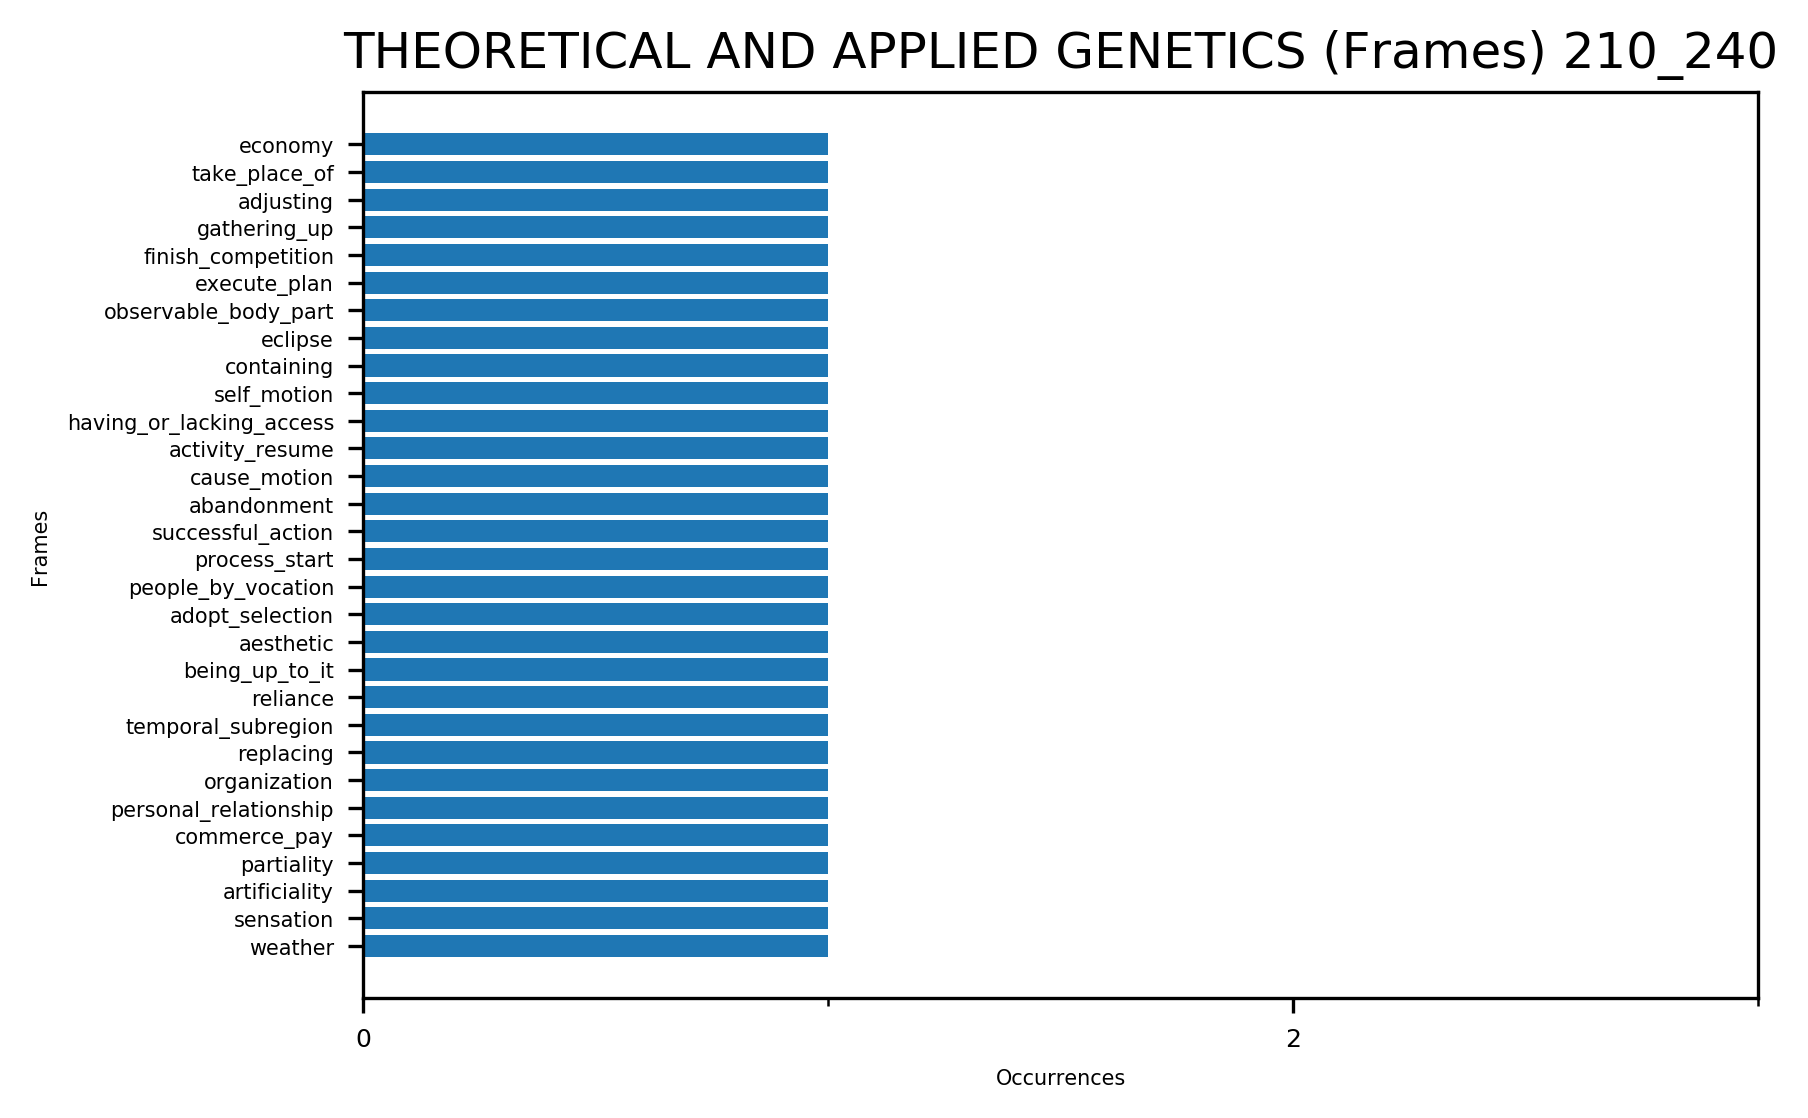 THEORETICAL AND APPLIED GENETICS (Frames) 210_240
economy
take_place_of
adjusting
gathering_up
finish_competition
execute_plan
observable_body_part
eclipse
containing
self_motion
having_or_lacking_access
activity_resume
cause_motion
abandonment
successful_action
process_start
people_by_vocation
adopt_selection
aesthetic
being_up_to_it
reliance
temporal_subregion
replacing
organization
personal_relationship
commerce_pay
partiality
artificiality
sensation
weather
Frames
0
2
Occurrences